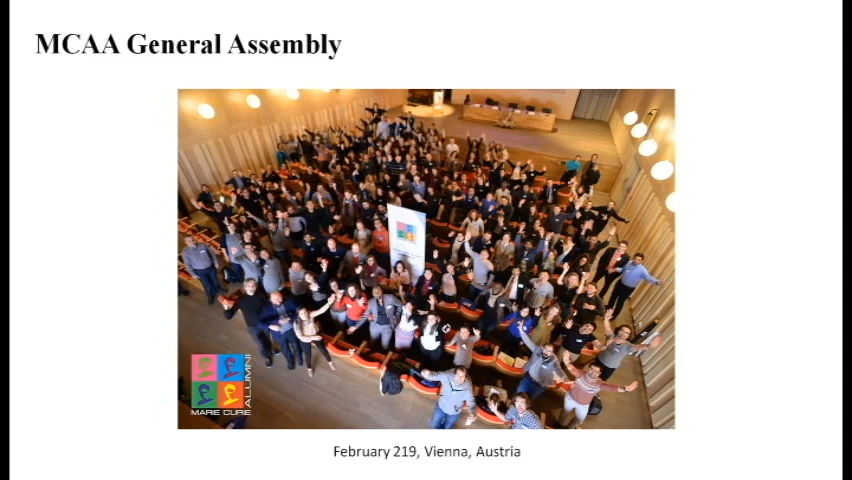 MCAA General Assembly
MARIE CURIE
ALUMNI
February 219, Vienna, Austria